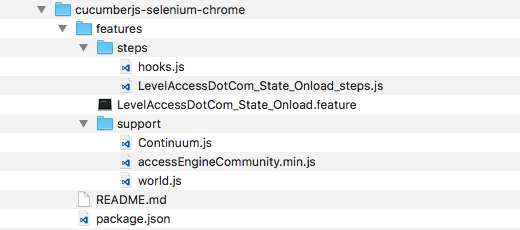 cucumberjs-selenium-chrome
features
steps
hooks.js
LevelAccessDotCom_State_Onload_steps.js
LevelAccessDotCom_State_Onload.feature
support
Continuum.js
accessEngineCommunity.min.js
world.js
README.md
package.json